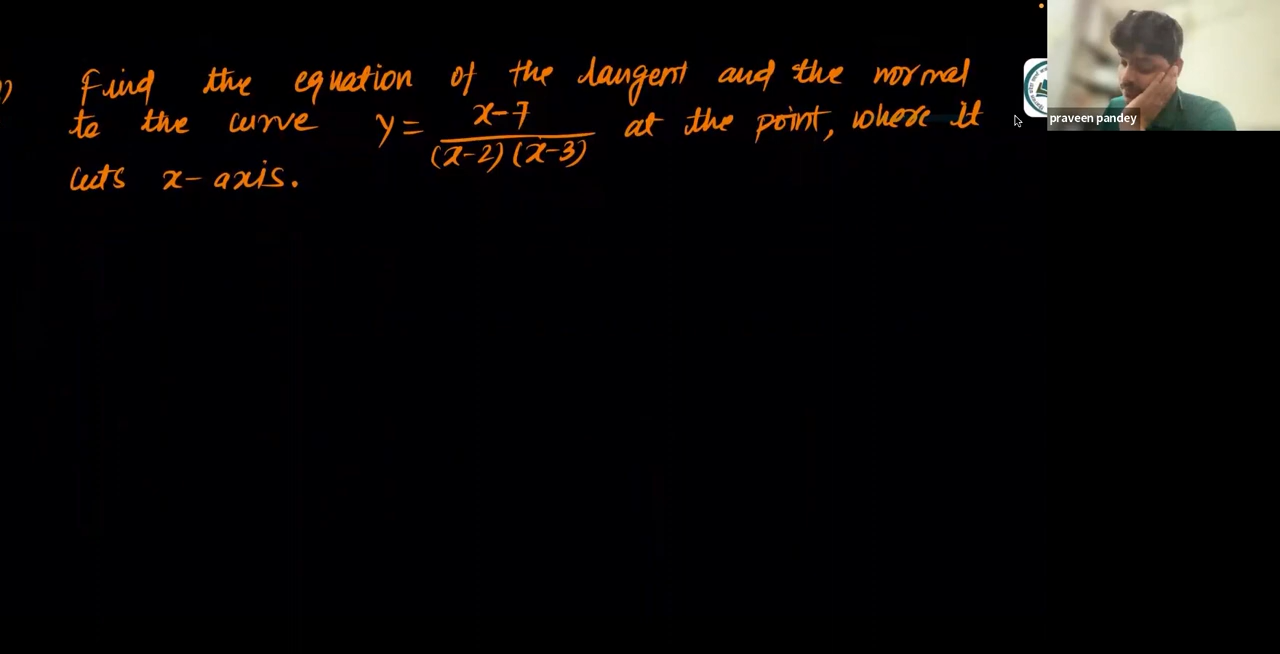 Find the equation of the tangent and the normal
to the curve y = x-7 / (x-2)(x-3) at the point, where it
cuts x-axis.
praveen pandey